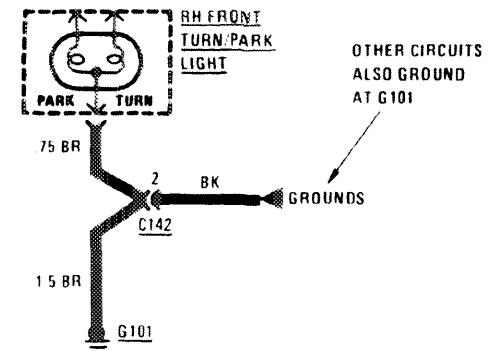 RH FRONT
TURN/PARK
LIGHT
PARK TURN
OTHER CIRCUITS
ALSO GROUND
AT G101
.75 BR
2
BK
GROUNDS
C142
1.5 BR
G101